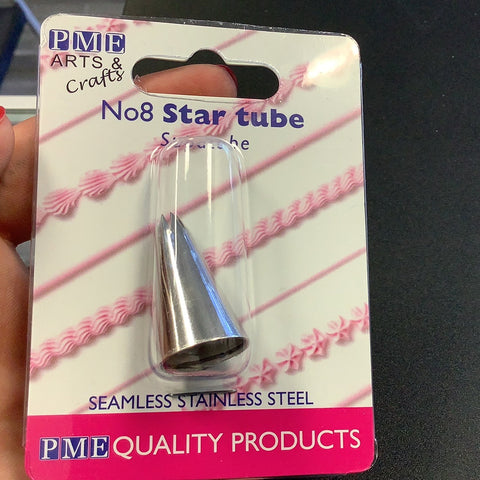 PME
ARTS &
Crafts
No8 Star tube
SEAMLESS STAINLESS STEEL
PME QUALITY PRODUCTS